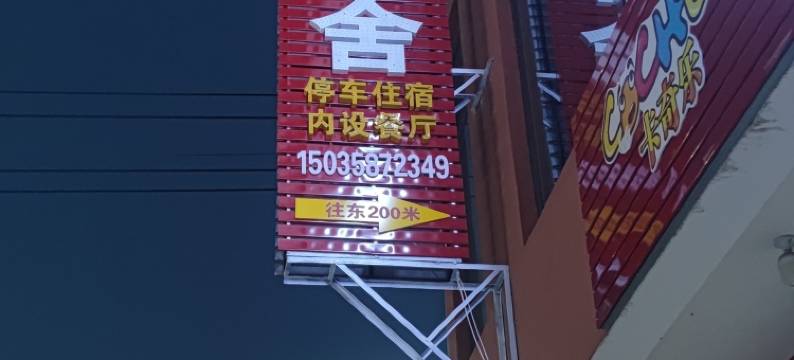 舍
停车住宿
内设餐厅
15035872349
往东200米
卡奇乐